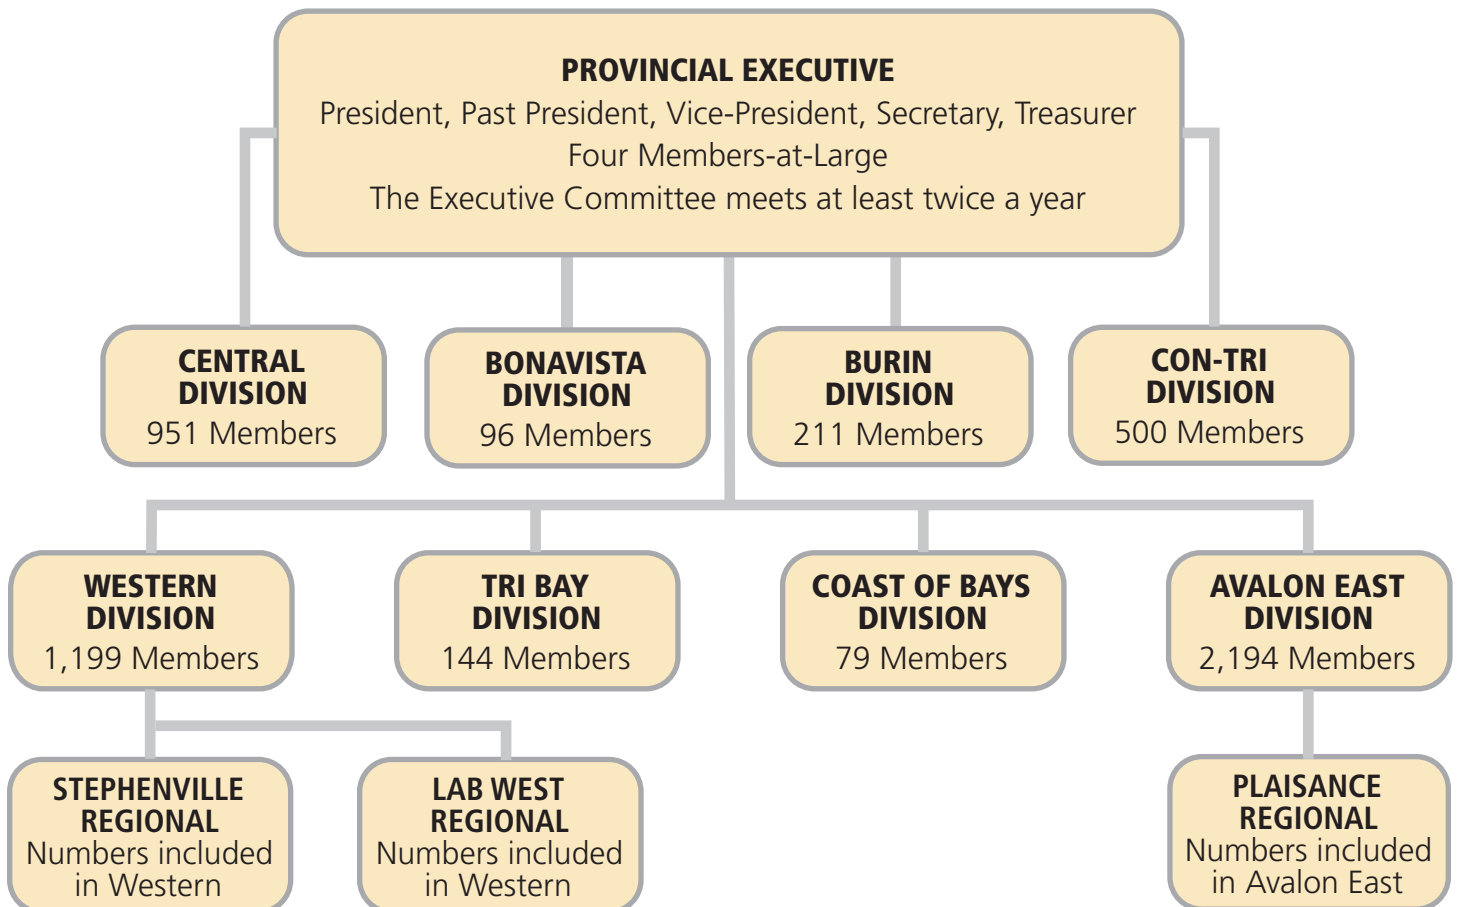 PROVINCIAL EXECUTIVE
President, Past President, Vice-President, Secretary, Treasurer
Four Members-at-Large
The Executive Committee meets at least twice a year
CENTRAL
DIVISION
951 Members
BONAVISTA
DIVISION
96 Members
BURIN
DIVISION
211 Members
CON-TRI
DIVISION
500 Members
WESTERN
DIVISION
1,199 Members
TRI BAY
DIVISION
144 Members
COAST OF BAYS
DIVISION
79 Members
AVALON EAST
DIVISION
2,194 Members
STEPHENVILLE
REGIONAL
Numbers included
in Western
LAB WEST
REGIONAL
Numbers included
in Western
PLAISANCE
REGIONAL
Numbers included
in Avalon East